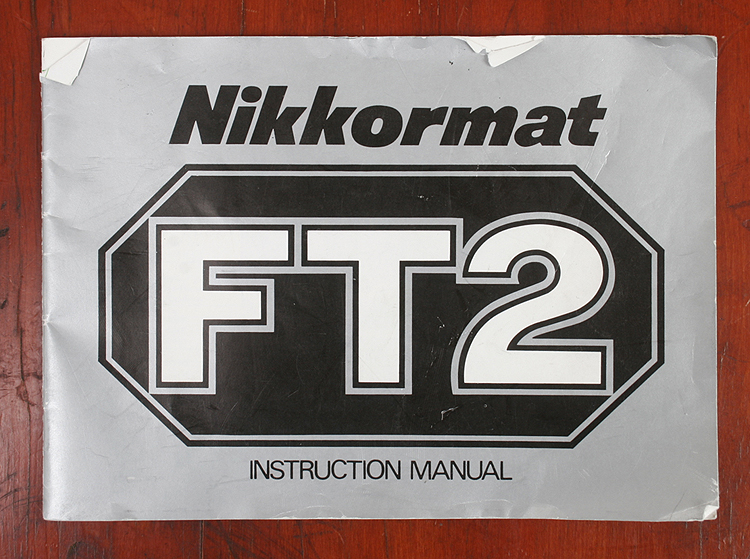 Nikkormat
FT2
INSTRUCTION MANUAL